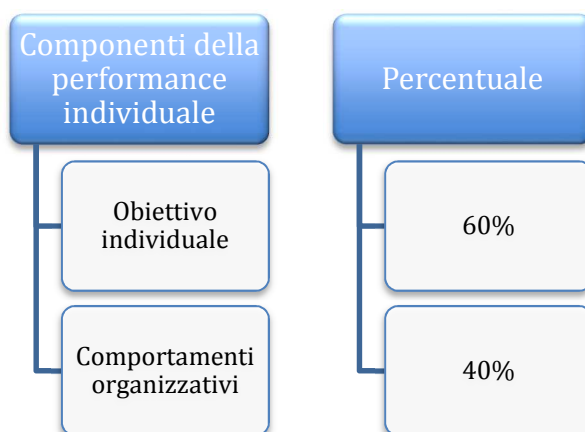 Componenti della
performance
individuale
Percentuale
Obiettivo
individuale
60%
Comportamenti
organizzativi
40%